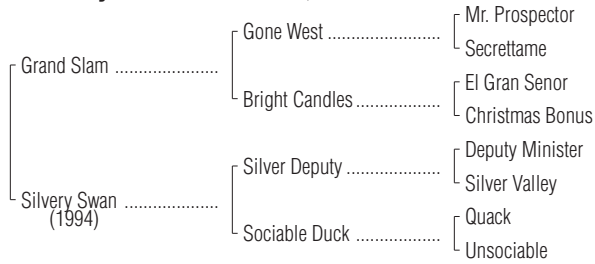 Mr. Prospector
Gone West ....................
Secrettame
Grand Slam ....................
El Gran Senor
Bright Candles ...............
Christmas Bonus
Deputy Minister
Silver Deputy .................
Silver Valley
Silvery Swan ..................
(1994)
Quack
Sociable Duck ...............
Unsociable